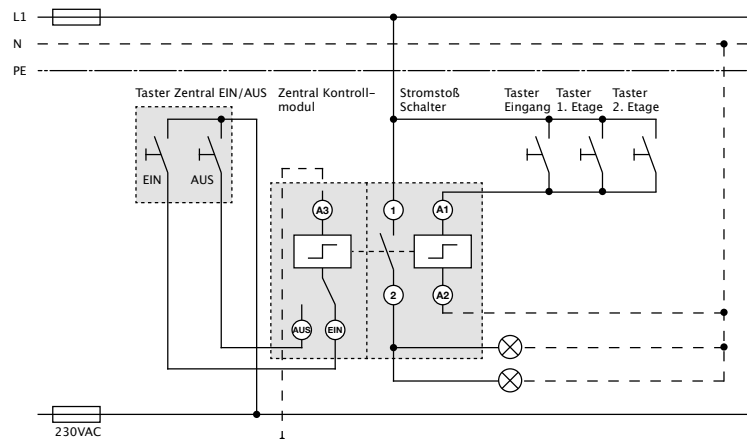 L1
N
PE
Taster Zentral EIN/AUS
Zentral Kontroll-
modul
Stromstoß
Schalter
Taster
Eingang
Taster
1. Etage
Taster
2. Etage
EIN
AUS
A3
1
A1
2
A2
AUS
EIN
230VAC